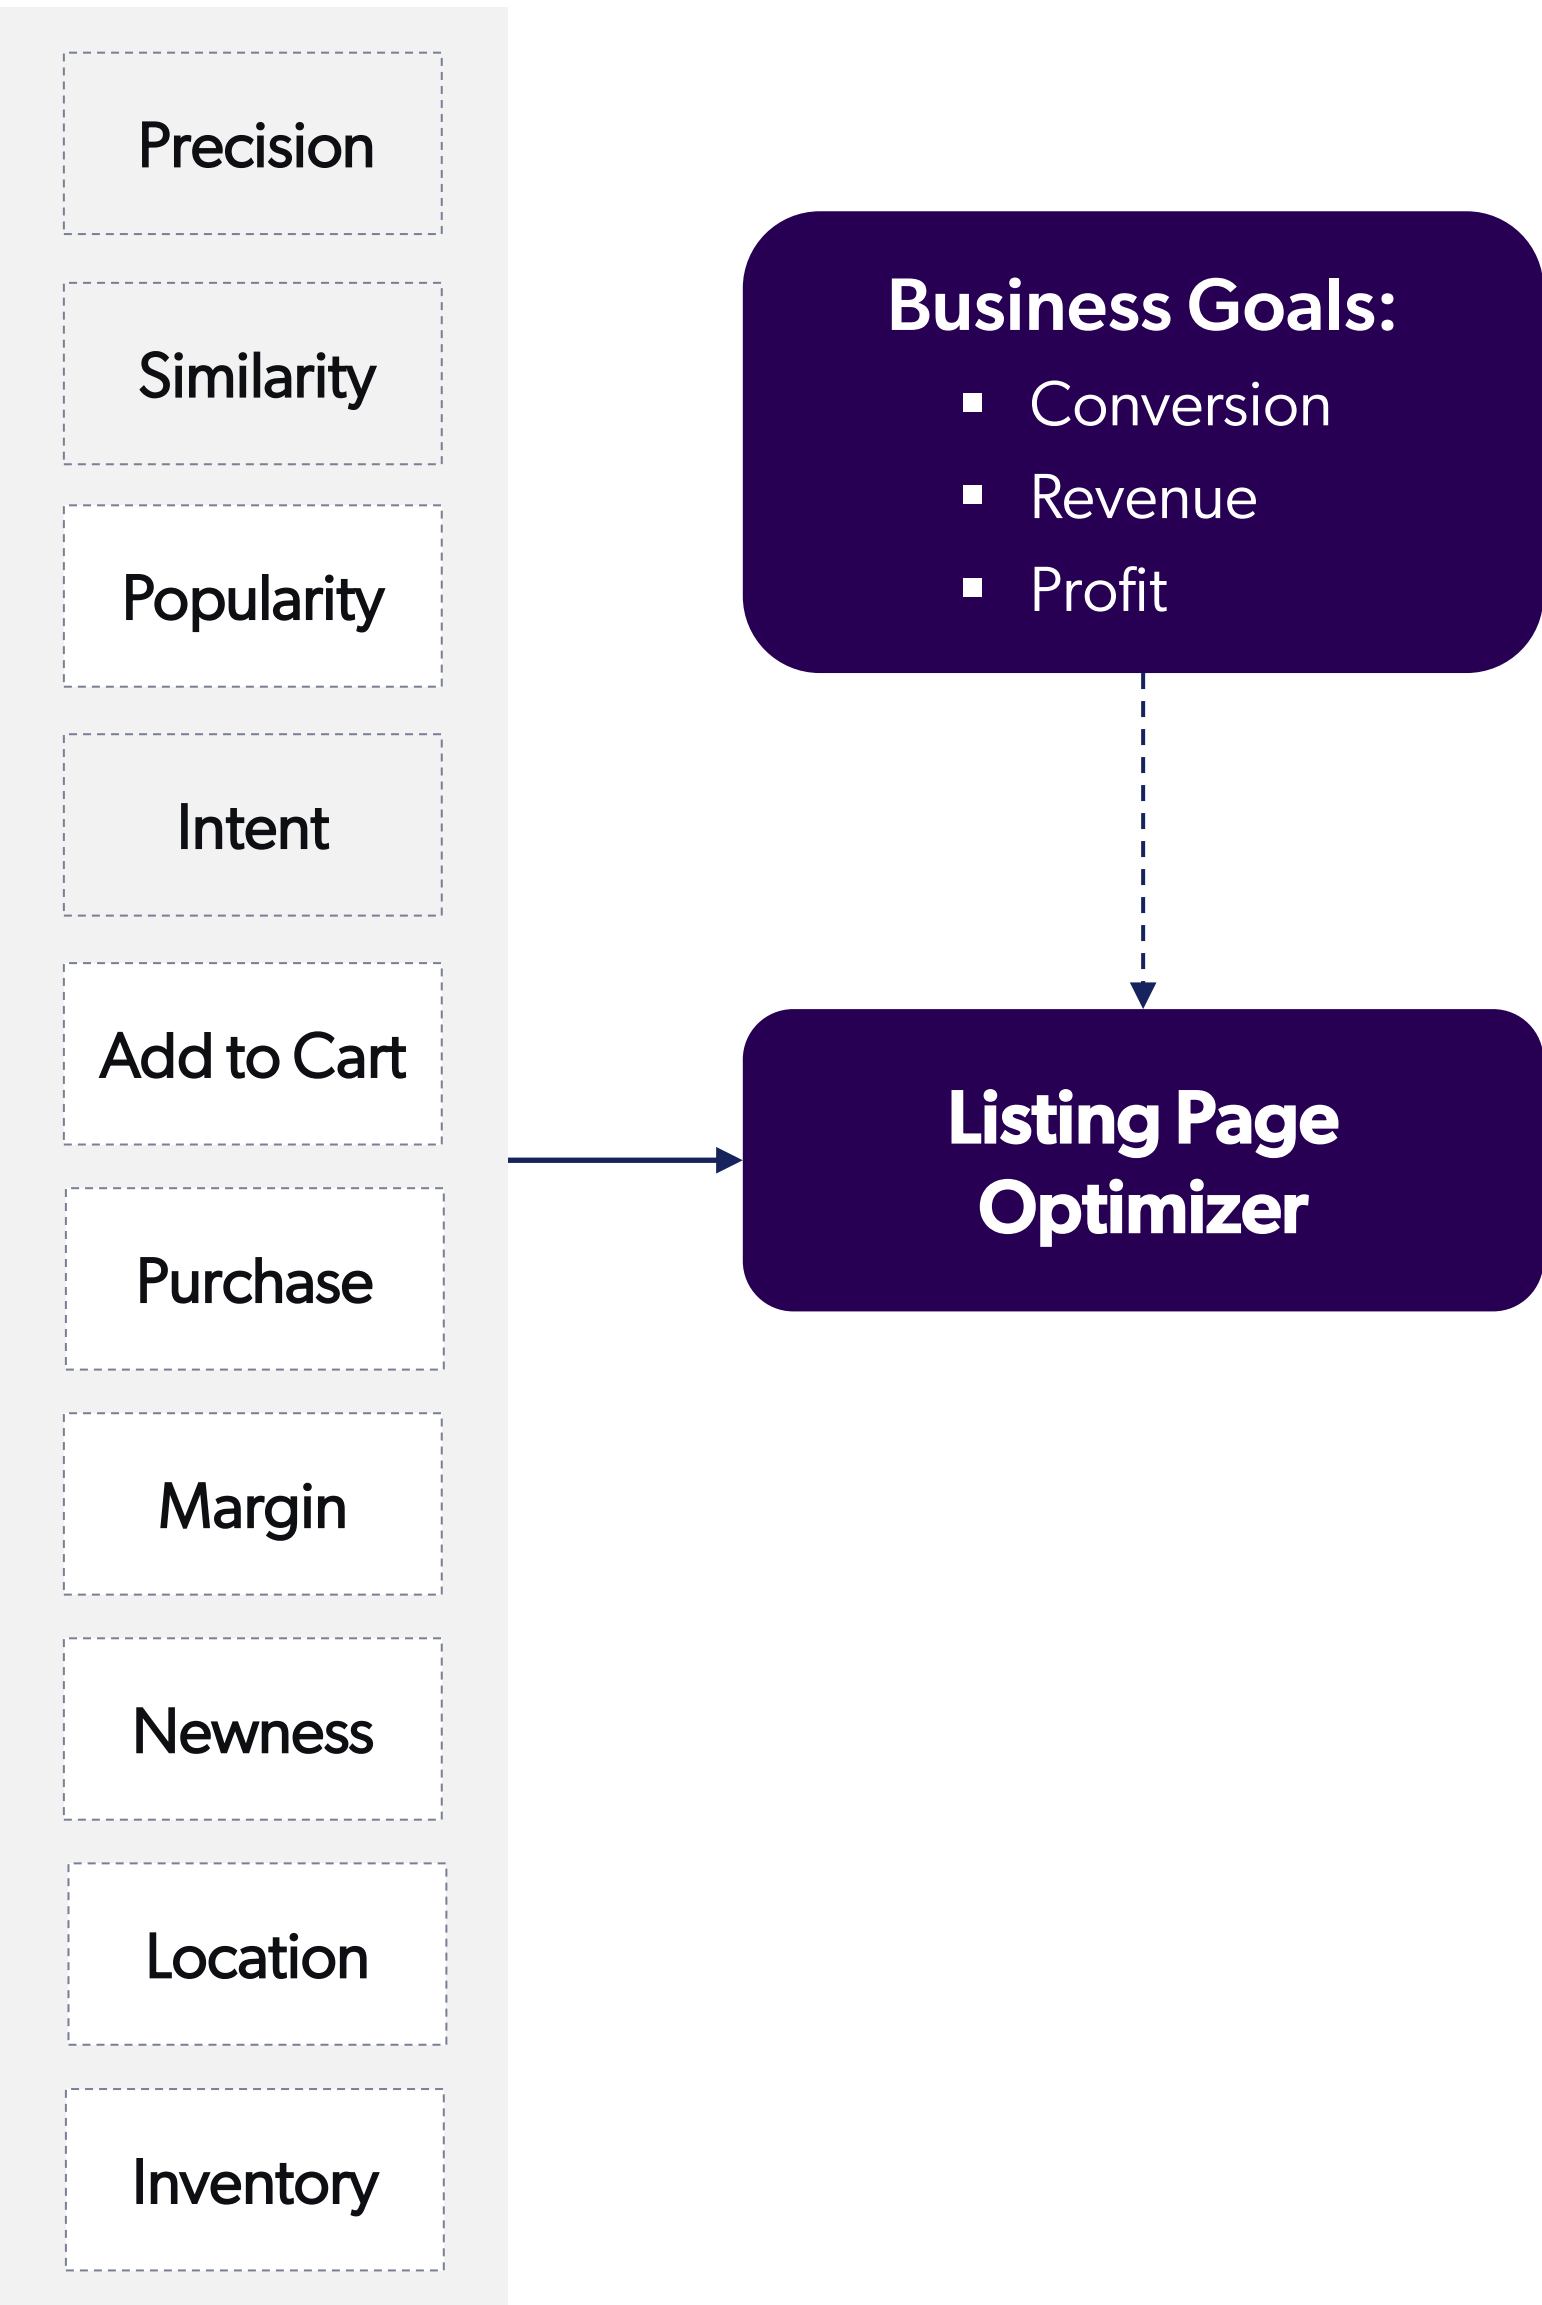 Precision
Similarity
Popularity
Intent
Add to Cart
Purchase
Margin
Newness
Location
Inventory
Business Goals:
▪ Conversion
▪ Revenue
▪ Profit
Listing Page
Optimizer